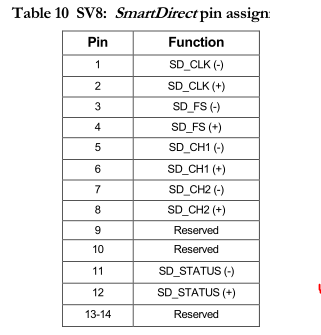 Table 10 SV8: SmartDirect pin assign
Pin Function
1 SD_CLK (-)
2 SD_CLK (+)
3 SD_FS (-)
4 SD_FS (+)
5 SD_CH1 (-)
6 SD_CH1 (+)
7 SD_CH2 (-)
8 SD_CH2 (+)
9 Reserved
10 Reserved
11 SD_STATUS (-)
12 SD_STATUS (+)
13-14 Reserved